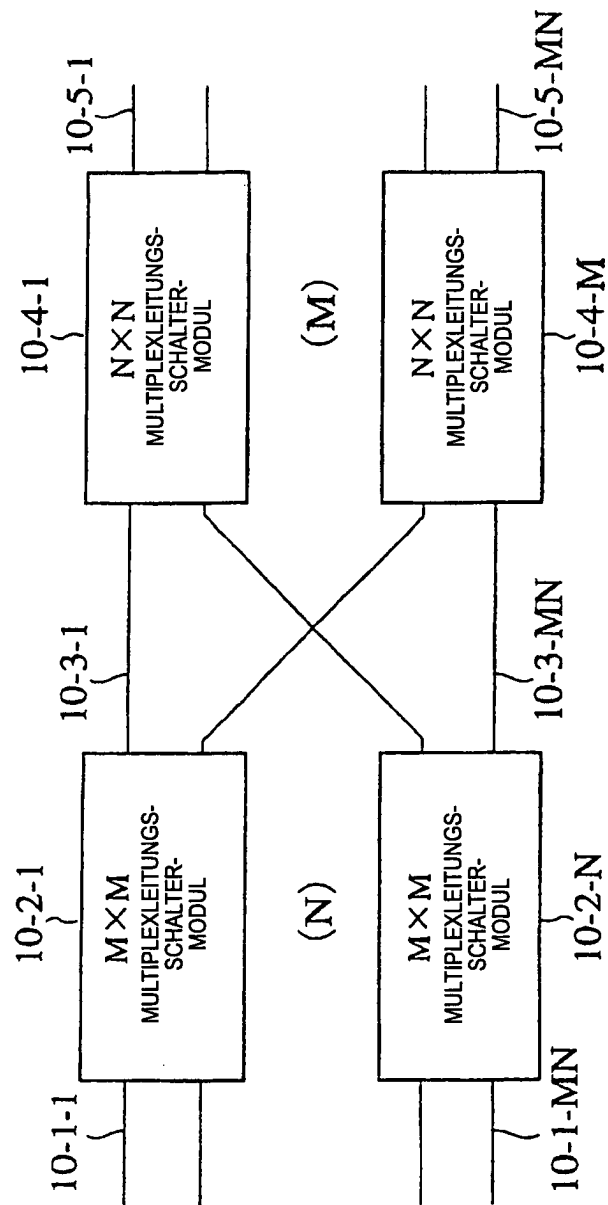 10-1-1
10-2-1
M×M
MULTIPLEXLEITUNGS-
SCHALTER-
MODUL
10-3-1
10-4-1
N×N
MULTIPLEXLEITUNGS-
SCHALTER-
MODUL
10-5-1
(N)
(M)
10-1-MN
M×M
MULTIPLEXLEITUNGS-
SCHALTER-
MODUL
10-2-N
10-3-MN
N×N
MULTIPLEXLEITUNGS-
SCHALTER-
MODUL
10-4-M
10-5-MN